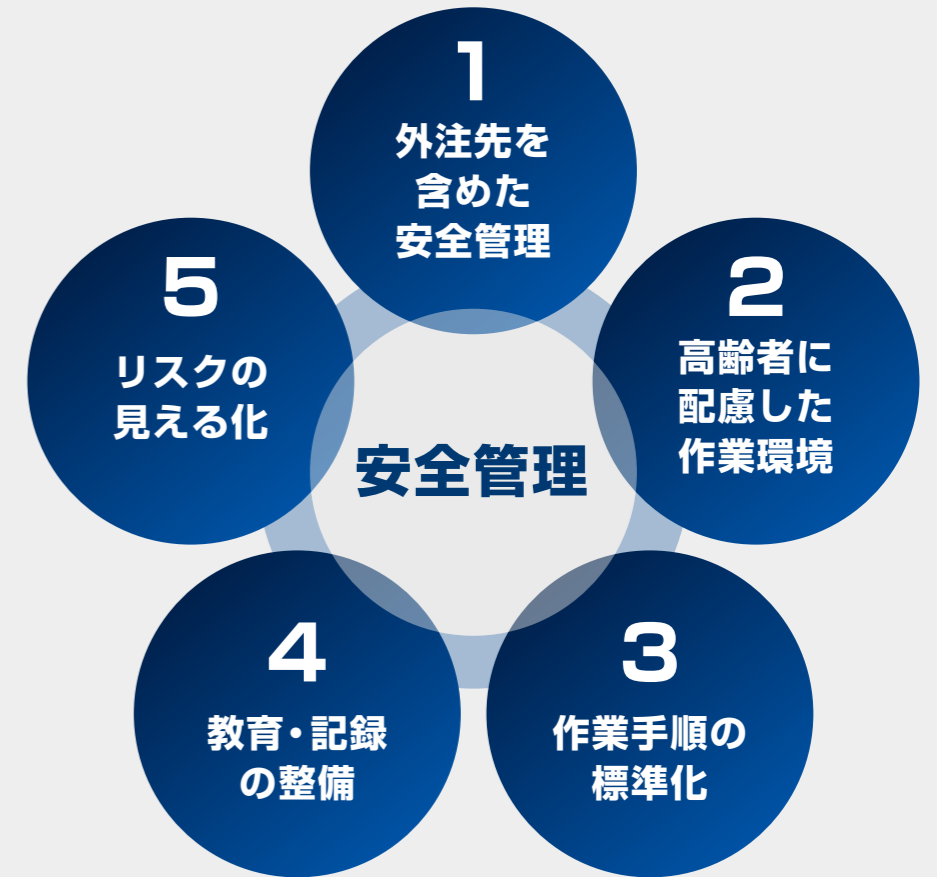 1
外注先を
含めた
安全管理
2
高齢者に
配慮した
作業環境
3
作業手順の
標準化
4
教育・記録
の整備
5
リスクの
見える化
安全管理